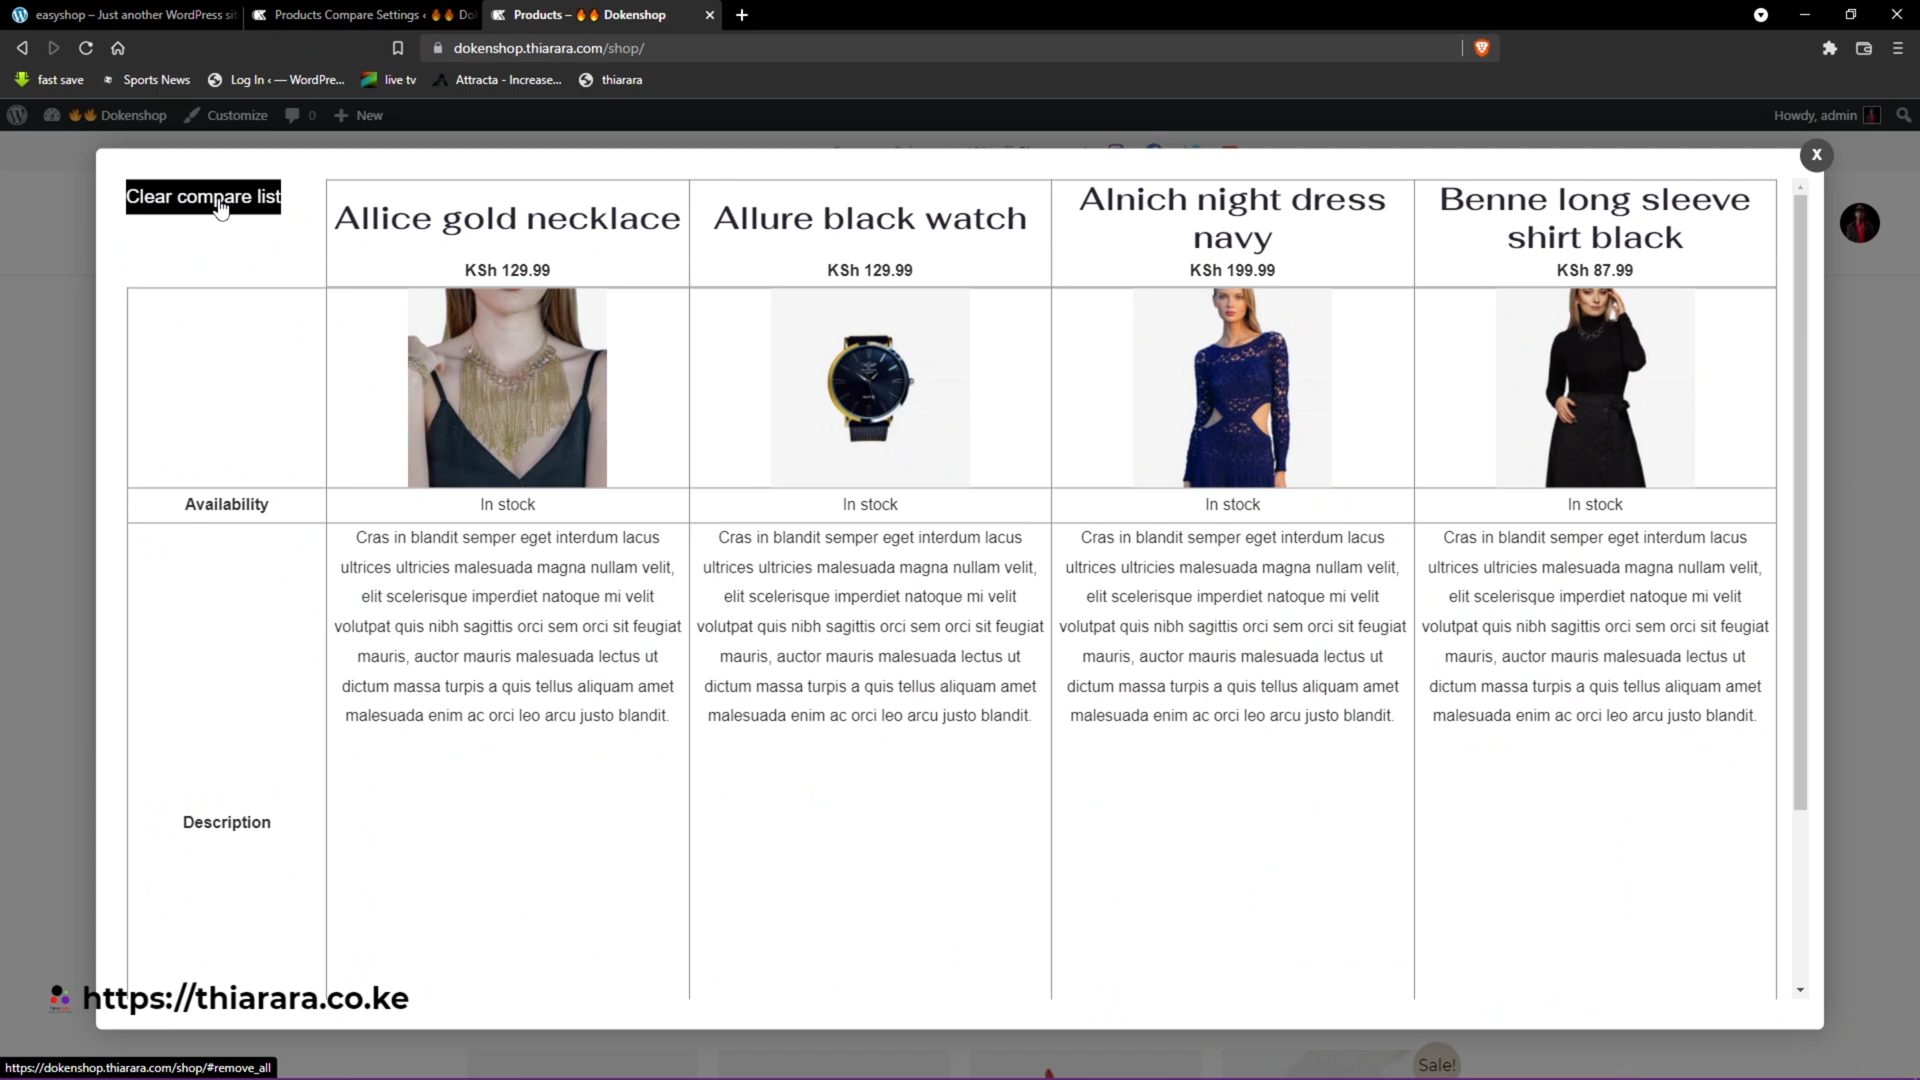 easyshop – Just another WordPress sit
Products Compare Settings ‹ 🔥🔥 Do
Products – 🔥🔥 Dokenshop
dokenshop.thiarara.com/shop/
fast save
Sports News
Log In ‹ — WordPre...
live tv
Attracta - Increase...
thiarara
🔥🔥 Dokenshop
Customize
0
New
Howdy, admin
X
Clear compare list
Allice gold necklace
KSh 129.99
Allure black watch
KSh 129.99
Alnich night dress
navy
KSh 199.99
Benne long sleeve
shirt black
KSh 87.99
Availability
In stock
In stock
In stock
In stock
Description
Cras in blandit semper eget interdum lacus
ultrices ultricies malesuada magna nullam velit,
elit scelerisque imperdiet natoque mi velit
volutpat quis nibh sagittis orci sem orci sit feugiat
mauris, auctor mauris malesuada lectus ut
dictum massa turpis a quis tellus aliquam amet
malesuada enim ac orci leo arcu justo blandit.
Cras in blandit semper eget interdum lacus
ultrices ultricies malesuada magna nullam velit,
elit scelerisque imperdiet natoque mi velit
volutpat quis nibh sagittis orci sem orci sit feugiat
mauris, auctor mauris malesuada lectus ut
dictum massa turpis a quis tellus aliquam amet
malesuada enim ac orci leo arcu justo blandit.
Cras in blandit semper eget interdum lacus
ultrices ultricies malesuada magna nullam velit,
elit scelerisque imperdiet natoque mi velit
volutpat quis nibh sagittis orci sem orci sit feugiat
mauris, auctor mauris malesuada lectus ut
dictum massa turpis a quis tellus aliquam amet
malesuada enim ac orci leo arcu justo blandit.
Cras in blandit semper eget interdum lacus
ultrices ultricies malesuada magna nullam velit,
elit scelerisque imperdiet natoque mi velit
volutpat quis nibh sagittis orci sem orci sit feugiat
mauris, auctor mauris malesuada lectus ut
dictum massa turpis a quis tellus aliquam amet
malesuada enim ac orci leo arcu justo blandit.
https://thiarara.co.ke
Sale!
https://dokenshop.thiarara.com/shop/#remove_all